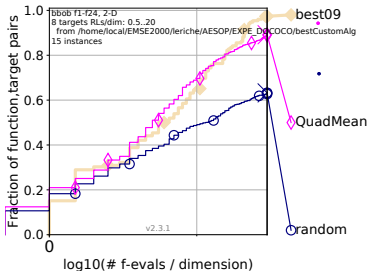 bbob f1-f24, 2-D
8 targets RLs/dim: 0.5..20
from /home/local/EMSE2000/leriche/AESOP/EXPE_DOCOCO/bestCustomAlg
15 instances
best09
QuadMean
random
Fraction of function,target pairs
1.0
0.8
0.6
0.4
0.2
0.0
v2.3.1
0
log10(# f-evals / dimension)